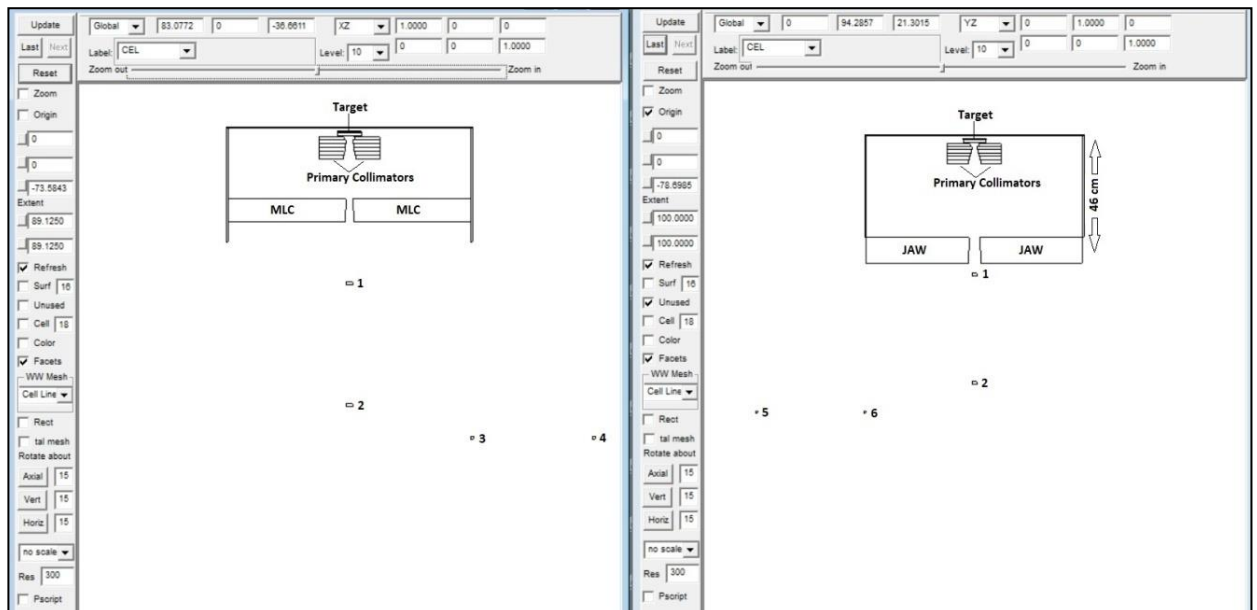 Update Global 83.0772 0 -36.6611 XZ 1.0000 0 0
Last Next Label: CEL Level: 10 0 0 1.0000
Reset Zoom out Zoom in
Zoom
Origin
0
0
-73.5843
Extent
89.1250
89.1250
Refresh
Surf 16
Unused
Cell 18
Color
Facets
WW Mesh
Cell Line
Rect
tal mesh
Rotate about
Axial 15
Vert 15
Horiz 15
no scale
Res 300
Pscript
Target
Primary Collimators
MLC MLC
1
2
3 4
Update Global 0 94.2857 21.3015 YZ 0 1.0000 0
Last Next Label: CEL Level: 10 0 0 1.0000
Reset Zoom out Zoom in
Zoom
Origin
0
0
-78.6985
Extent
100.0000
100.0000
Refresh
Surf 16
Unused
Cell 18
Color
Facets
WW Mesh
Cell Line
Rect
tal mesh
Rotate about
Axial 15
Vert 15
Horiz 15
no scale
Res 300
Pscript
Target
Primary Collimators
46 cm
JAW JAW
1
2
5 6